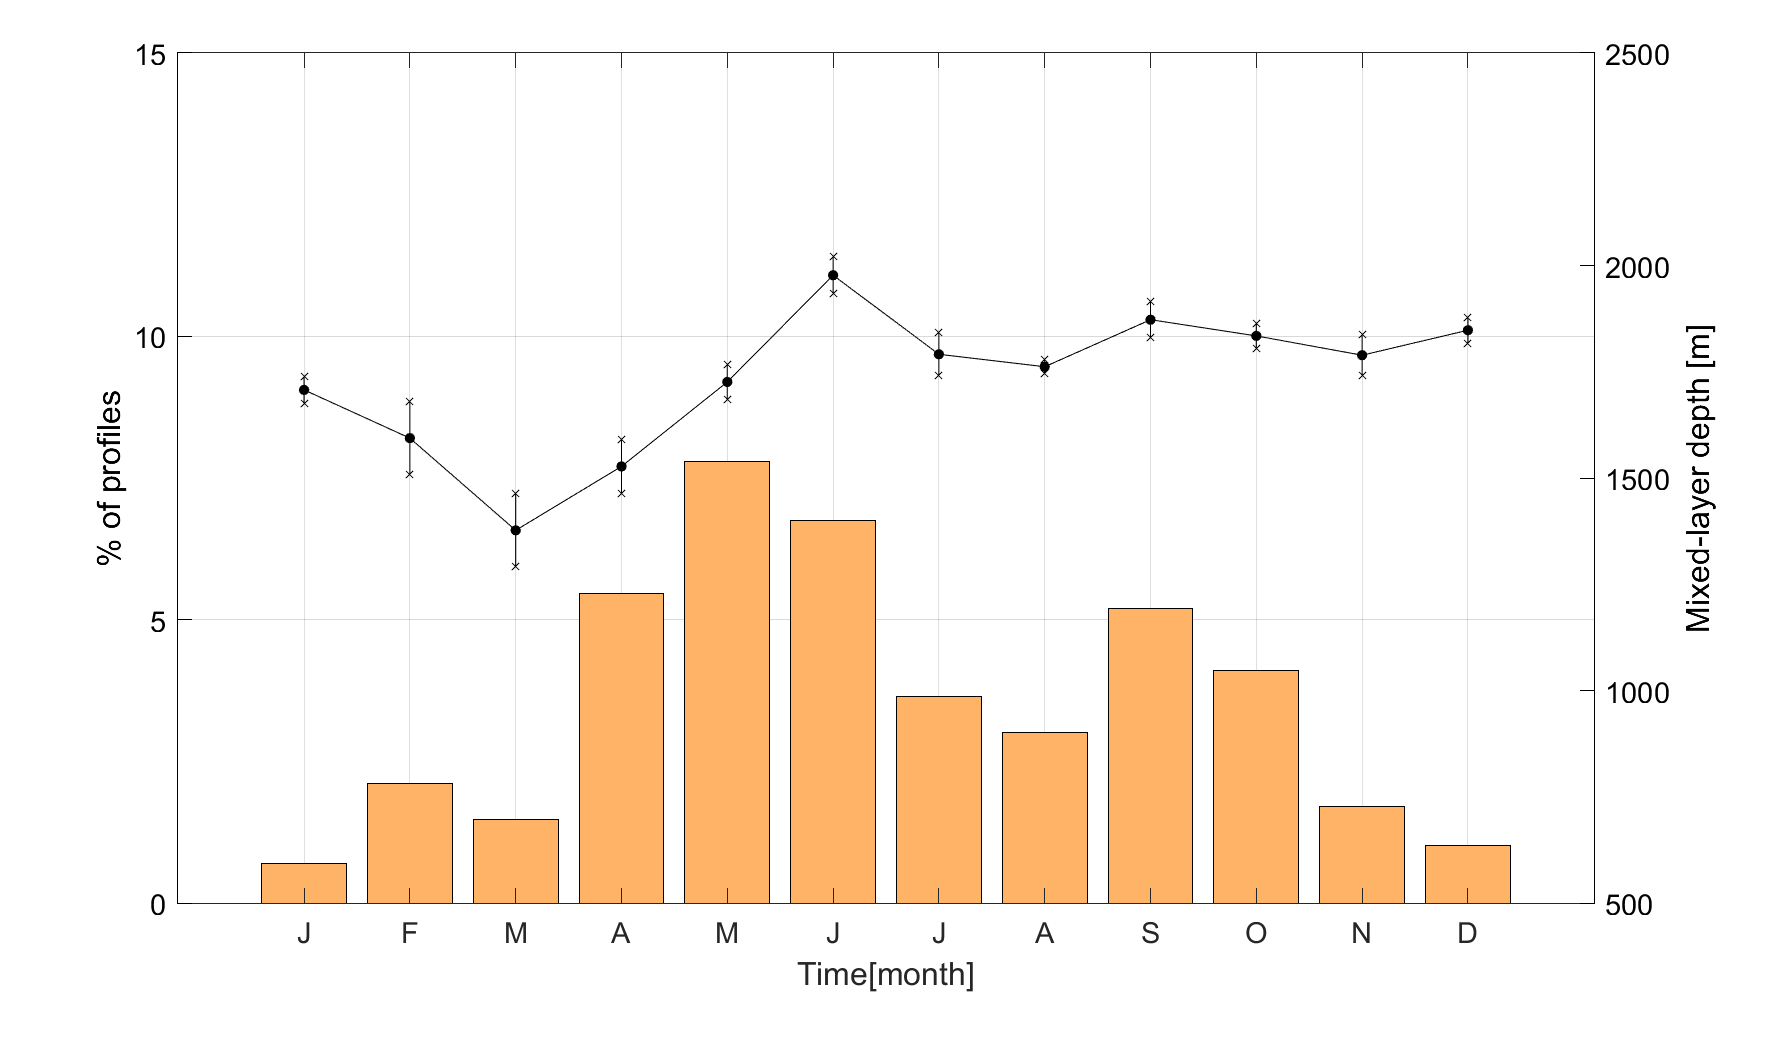 15
10
5
0
% of profiles
2500
2000
1500
1000
500
Mixed-layer depth [m]
J F M A M J J A S O N D
Time[month]